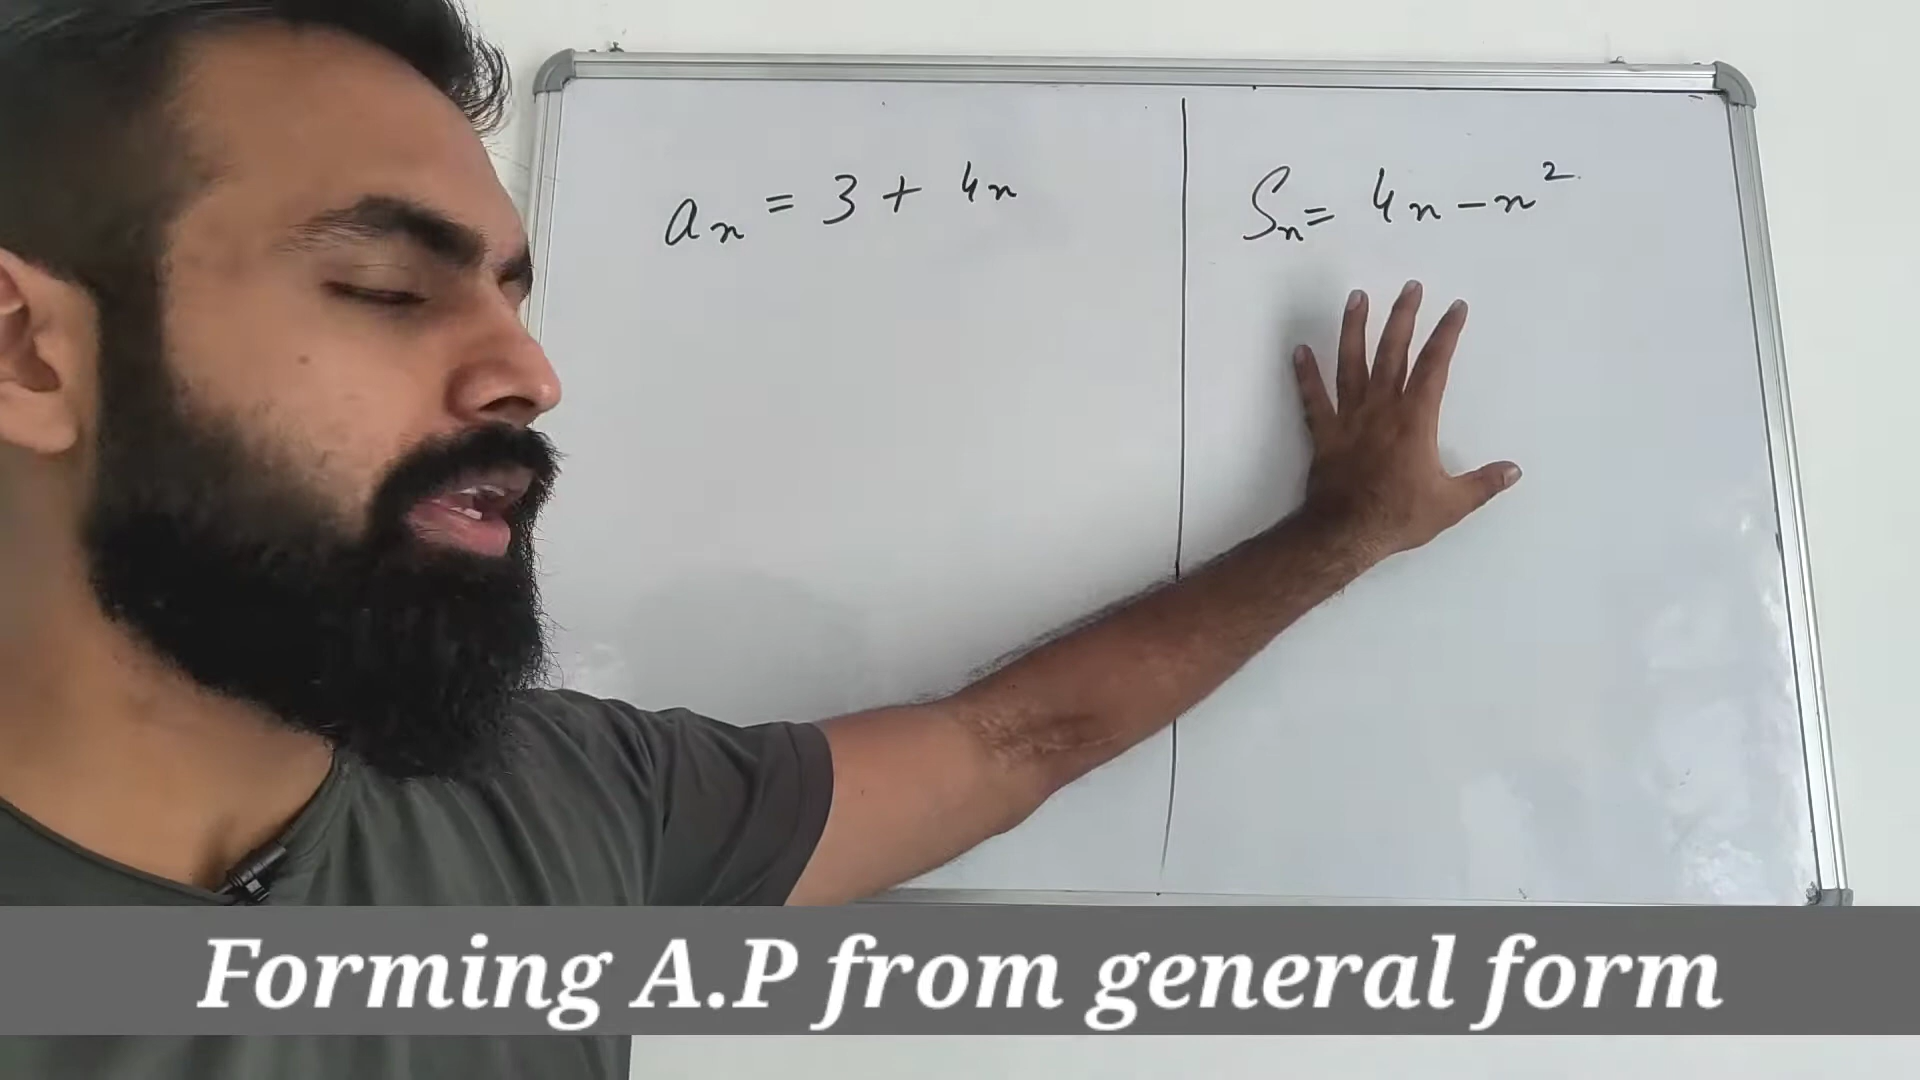 aₙ = 3 + 4n
Sₙ = 4n − n²
Forming A.P from general form